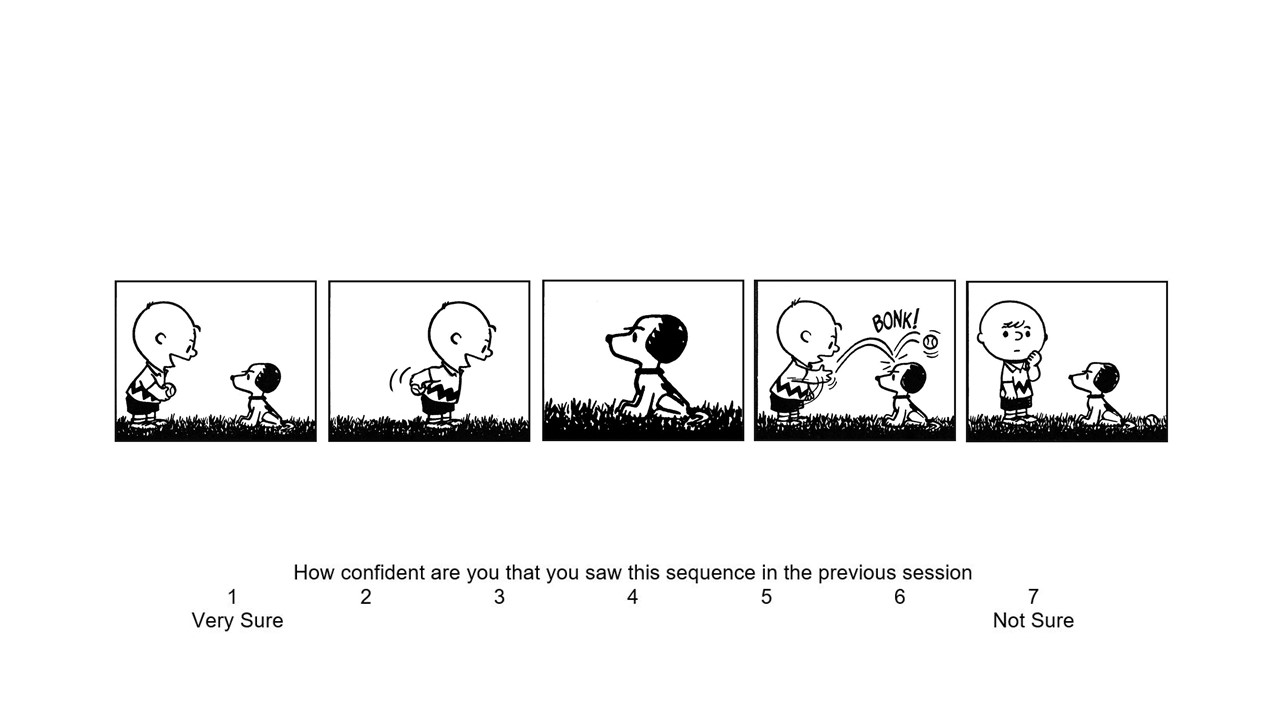 BONK!
How confident are you that you saw this sequence in the previous session
1 2 3 4 5 6 7
Very Sure Not Sure